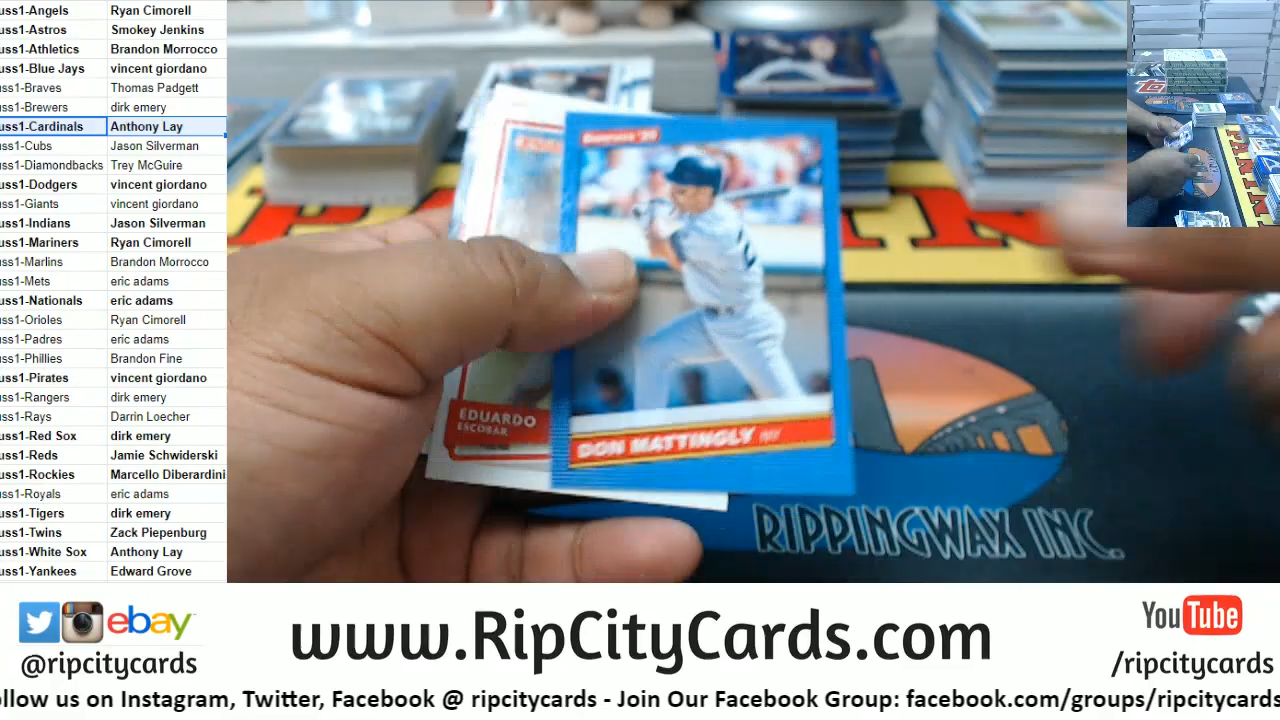 uss1-Angels Ryan Cimorell
uss1-Astros Smokey Jenkins
uss1-Athletics Brandon Morrocco
uss1-Blue Jays vincent giordano
uss1-Braves Thomas Padgett
uss1-Brewers dirk emery
uss1-Cardinals Anthony Lay
uss1-Cubs Jason Silverman
uss1-Diamondbacks Trey McGuire
uss1-Dodgers vincent giordano
uss1-Giants vincent giordano
uss1-Indians Jason Silverman
uss1-Mariners Ryan Cimorell
uss1-Marlins Brandon Morrocco
uss1-Mets eric adams
uss1-Nationals eric adams
uss1-Orioles Ryan Cimorell
uss1-Padres eric adams
uss1-Phillies Brandon Fine
uss1-Pirates vincent giordano
uss1-Rangers dirk emery
uss1-Rays Darrin Loecher
uss1-Red Sox dirk emery
uss1-Reds Jamie Schwiderski
uss1-Rockies Marcello Diberardini
uss1-Royals eric adams
uss1-Tigers dirk emery
uss1-Twins Zack Piepenburg
uss1-White Sox Anthony Lay
uss1-Yankees Edward Grove
Donruss '20
EDUARDO
ESCOBAR
DON MATTINGLY NY
RIPPINGWAX INC.
ebay
@ripcitycards
www.RipCityCards.com
YouTube
/ripcitycards
ollow us on Instagram, Twitter, Facebook @ ripcitycards - Join Our Facebook Group: facebook.com/groups/ripcitycards